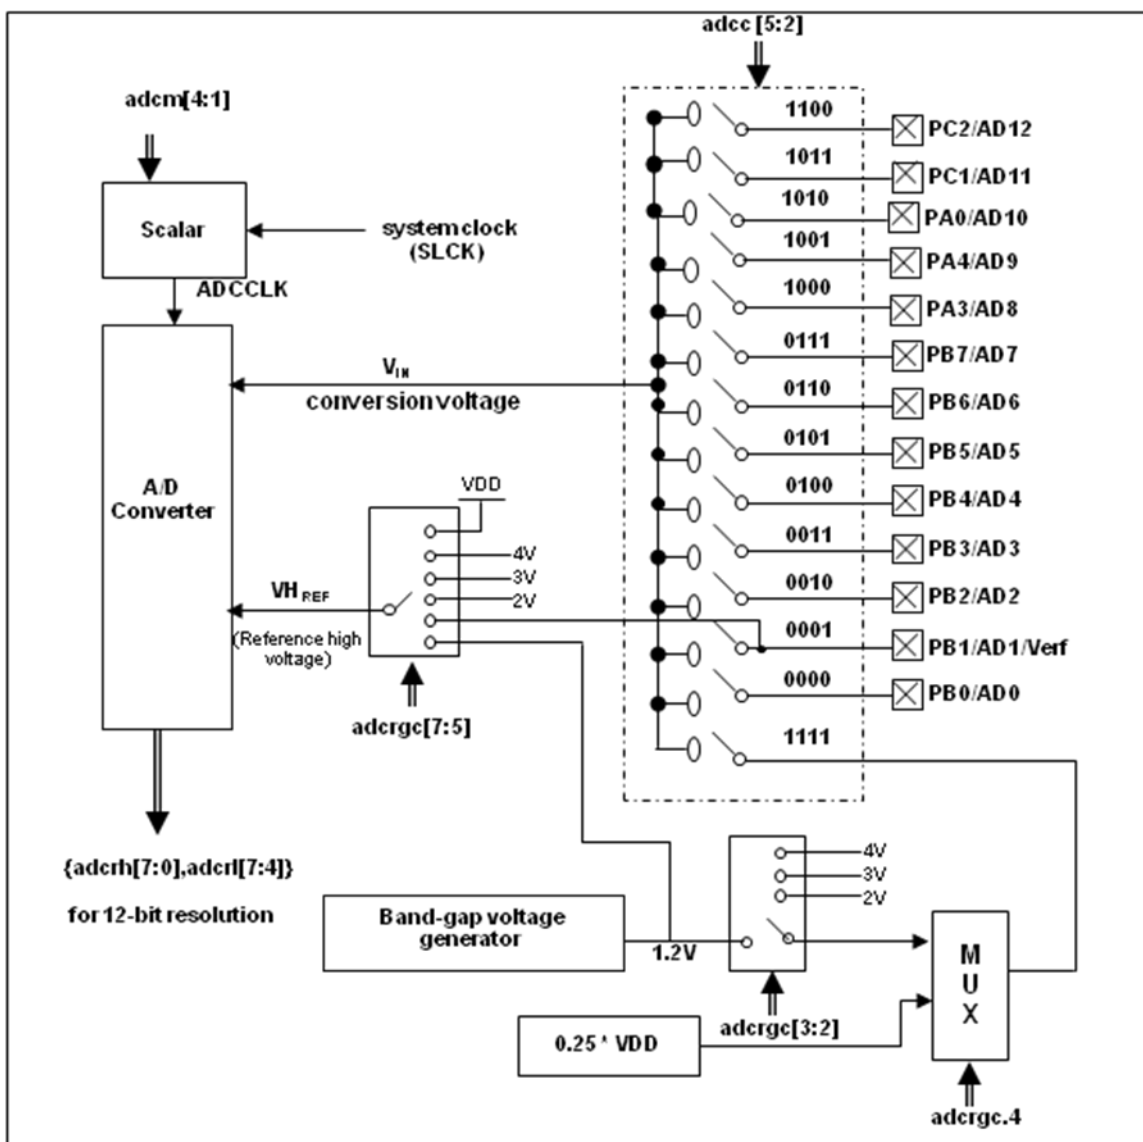 adcc [5:2]
adcm[4:1]
1100
PC2/AD12
1011
PC1/AD11
1010
PA0/AD10
Scalar
system clock
(SLCK)
1001
PA4/AD9
ADCCLK
1000
PA3/AD8
0111
PB7/AD7
VIN
conversion voltage
0110
PB6/AD6
0101
PB5/AD5
A/D
Converter
VDD
0100
PB4/AD4
4V
3V
2V
0011
PB3/AD3
VHREF
(Reference high
voltage)
0010
PB2/AD2
0001
PB1/AD1/Verf
0000
PB0/AD0
adcrgc[7:5]
1111
{adcrh[7:0],adcrl[7:4]}
for 12-bit resolution
4V
3V
2V
Band-gap voltage
generator
1.2V
M
U
X
adcrgc[3:2]
0.25 * VDD
adcrgc.4